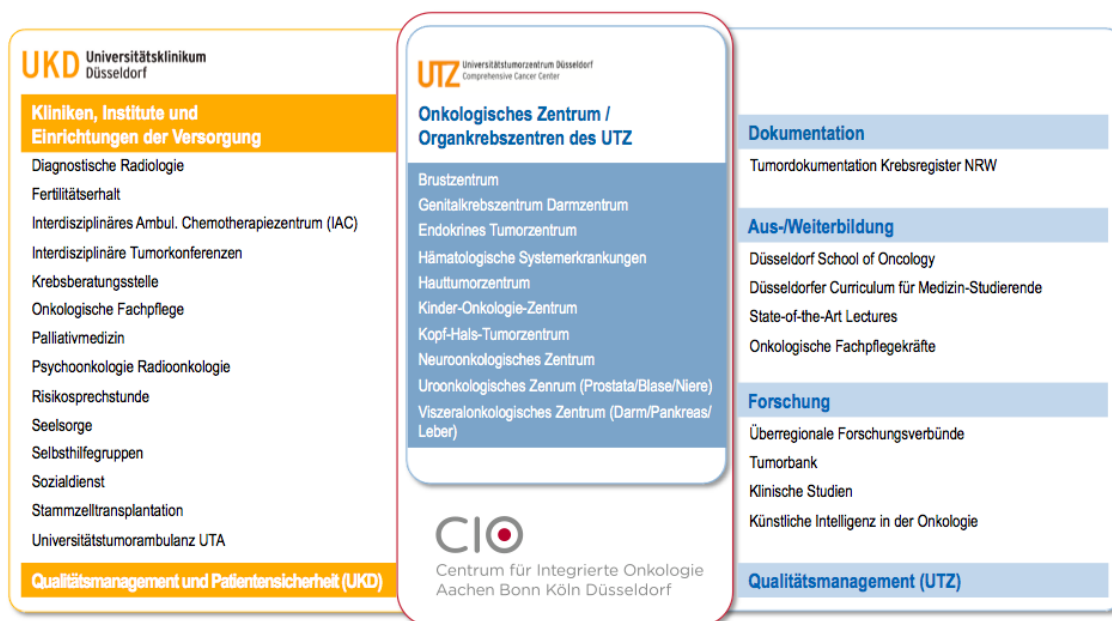 UKD Universitätsklinikum
Düsseldorf
Kliniken, Institute und
Einrichtungen der Versorgung
Diagnostische Radiologie
Fertilitätserhalt
Interdisziplinäres Ambul. Chemotherapiezentrum (IAC)
Interdisziplinäre Tumorkonferenzen
Krebsberatungsstelle
Onkologische Fachpflege
Palliativmedizin
Psychoonkologie Radioonkologie
Risikosprechstunde
Seelsorge
Selbsthilfegruppen
Sozialdienst
Stammzelltransplantation
Universitätstumorambulanz UTA
Qualitätsmanagement und Patientensicherheit (UKD)
UTZ Universitätstumorzentrum Düsseldorf
Comprehensive Cancer Center
Onkologisches Zentrum /
Organkrebszentren des UTZ
Brustzentrum
Genitalkrebszentrum Darmzentrum
Endokrines Tumorzentrum
Hämatologische Systemerkrankungen
Hauttumorzentrum
Kinder-Onkologie-Zentrum
Kopf-Hals-Tumorzentrum
Neuroonkologisches Zentrum
Uroonkologisches Zenrum (Prostata/Blase/Niere)
Viszeralonkologisches Zentrum (Darm/Pankreas/
Leber)
CIO
Centrum für Integrierte Onkologie
Aachen Bonn Köln Düsseldorf
Dokumentation
Tumordokumentation Krebsregister NRW
Aus-/Weiterbildung
Düsseldorf School of Oncology
Düsseldorfer Curriculum für Medizin-Studierende
State-of-the-Art Lectures
Onkologische Fachpflegekräfte
Forschung
Überregionale Forschungsverbünde
Tumorbank
Klinische Studien
Künstliche Intelligenz in der Onkologie
Qualitätsmanagement (UTZ)